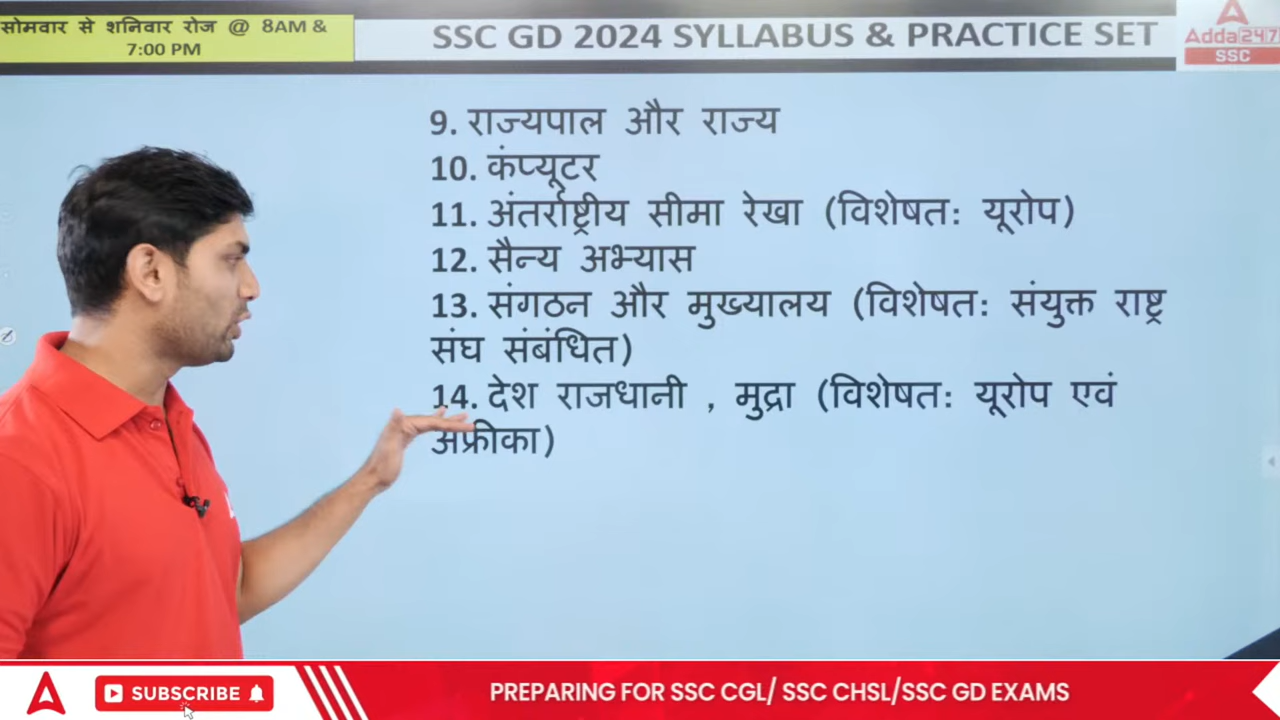 सोमवार से शनिवार रोज @ 8AM &
7:00 PM
SSC GD 2024 SYLLABUS & PRACTICE SET
Adda247
SSC
9. राज्यपाल और राज्य
10. कंप्यूटर
11. अंतर्राष्ट्रीय सीमा रेखा (विशेषत: यूरोप)
12. सैन्य अभ्यास
13. संगठन और मुख्यालय (विशेषत: संयुक्त राष्ट्र
संघ संबंधित)
14. देश राजधानी , मुद्रा (विशेषत: यूरोप एवं
अफ्रीका)
SUBSCRIBE
PREPARING FOR SSC CGL/ SSC CHSL/SSC GD EXAMS